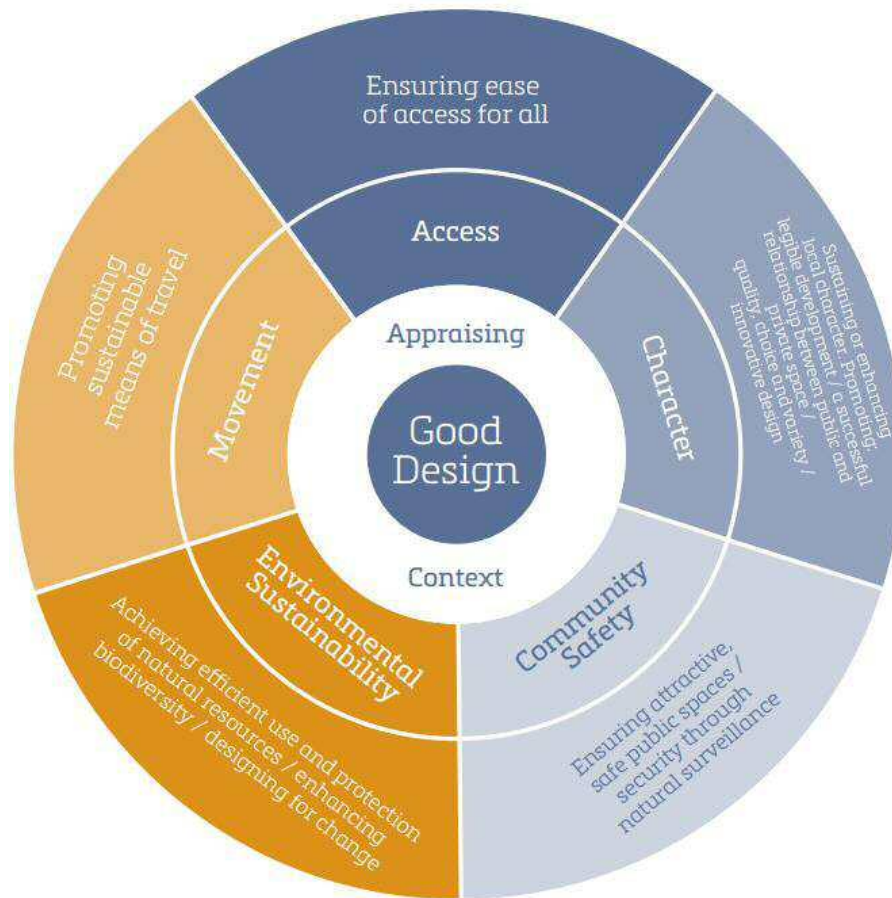 Ensuring ease
of access for all
Access
Sustaining or enhancing
local character. Promoting:
legible development / a successful
relationship between public and
private space /
quality, choice and variety /
innovative design
Character
Ensuring attractive,
safe public spaces /
security through
natural surveillance
Community
Safety
Achieving efficient use and protection
of natural resources / enhancing
biodiversity / designing for change
Environmental
Sustainability
Promoting
sustainable
means of travel
Movement
Appraising
Good
Design
Context